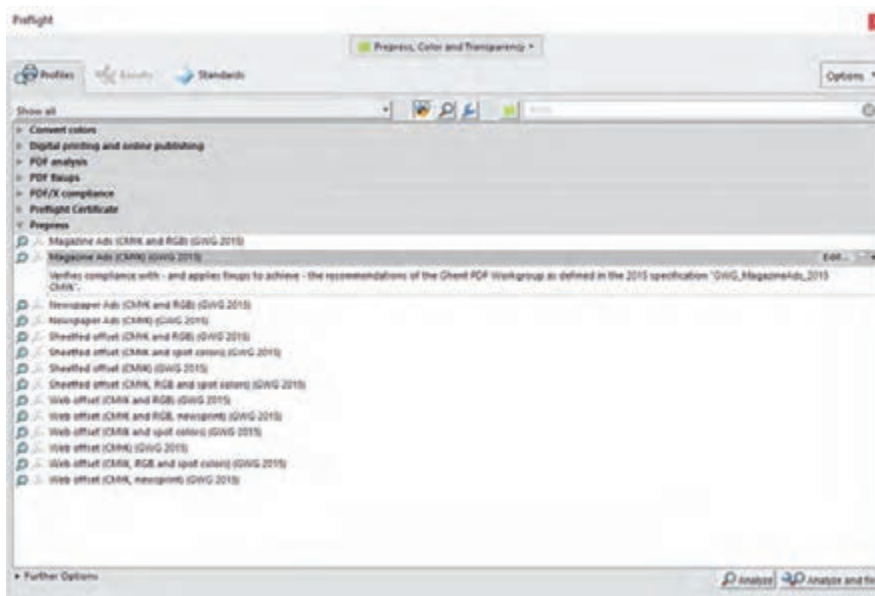 Preflight
Prepress, Color and Transparency
Profiles Results Standards
Options
Show all
Convert colors
Digital printing and online publishing
PDF analysis
PDF fixups
PDF/X compliance
Preflight Certificate
Prepress
Magazine Ads (CMYK and RGB) (GWG 2015)
Magazine Ads (CMYK) (GWG 2015) Edit...
Verifies compliance with - and applies fixups to achieve - the recommendations of the Ghent PDF Workgroup as defined in the 2015 specification "GWG_MagazineAds_2015
CMYK".
Newspaper Ads (CMYK and RGB) (GWG 2015)
Newspaper Ads (CMYK) (GWG 2015)
Sheetfed offset (CMYK and RGB) (GWG 2015)
Sheetfed offset (CMYK and spot colors) (GWG 2015)
Sheetfed offset (CMYK) (GWG 2015)
Sheetfed offset (CMYK, RGB and spot colors) (GWG 2015)
Web offset (CMYK and RGB) (GWG 2015)
Web offset (CMYK and RGB, newsprint) (GWG 2015)
Web offset (CMYK and spot colors) (GWG 2015)
Web offset (CMYK) (GWG 2015)
Web offset (CMYK, RGB and spot colors) (GWG 2015)
Web offset (CMYK, newsprint) (GWG 2015)
Further Options
Analyze Analyze and fix